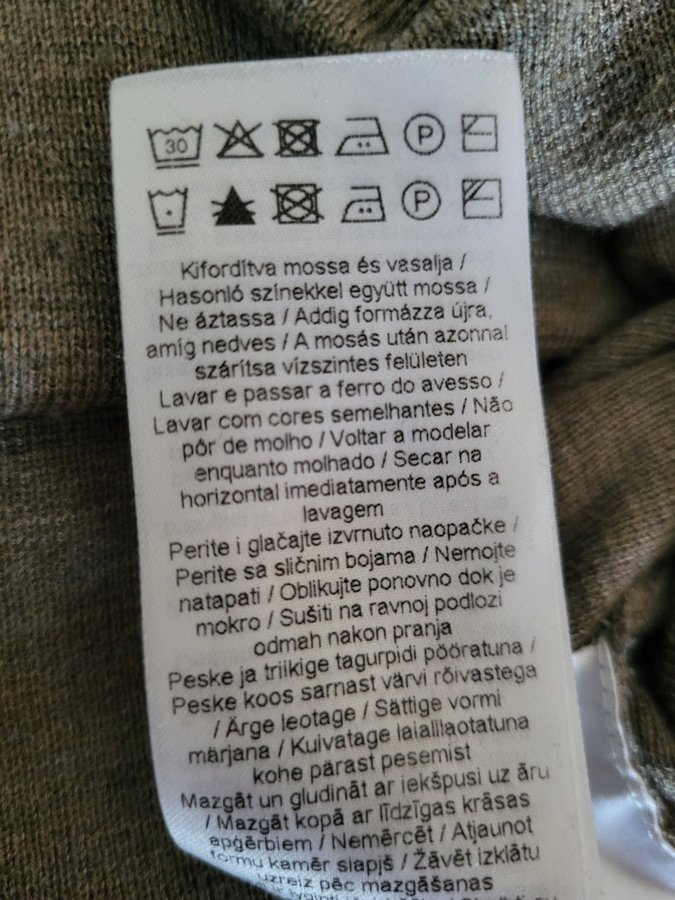 30 P
P
Kifordítva mossa és vasalja /
Hasonló színekkel együtt mossa /
Ne áztassa / Addig formázza újra,
amíg nedves / A mosás után azonnal
szárítsa vízszintes felületen
Lavar e passar a ferro do avesso /
Lavar com cores semelhantes / Não
pôr de molho / Voltar a modelar
enquanto molhado / Secar na
horizontal imediatamente após a
lavagem
Perite i glačajte izvrnuto naopačke /
Perite sa sličnim bojama / Nemojte
natapati / Oblikujte ponovno dok je
mokro / Sušiti na ravnoj podlozi
odmah nakon pranja
Peske ja triikige tagurpidi pööratuna /
Peske koos sarnast värvi rõivastega
/ Ärge leotage / Sättige vormi
märjana / Kuivatage laialilaotatuna
kohe pärast pesemist
Mazgāt un gludināt ar iekšpusi uz āru
/ Mazgāt kopā ar līdzīgas krāsas
apģērbiem / Nemērcēt / Atjaunot
formu kamēr slapjš / Žāvēt izklātu
uzreiz pēc mazgāšanas